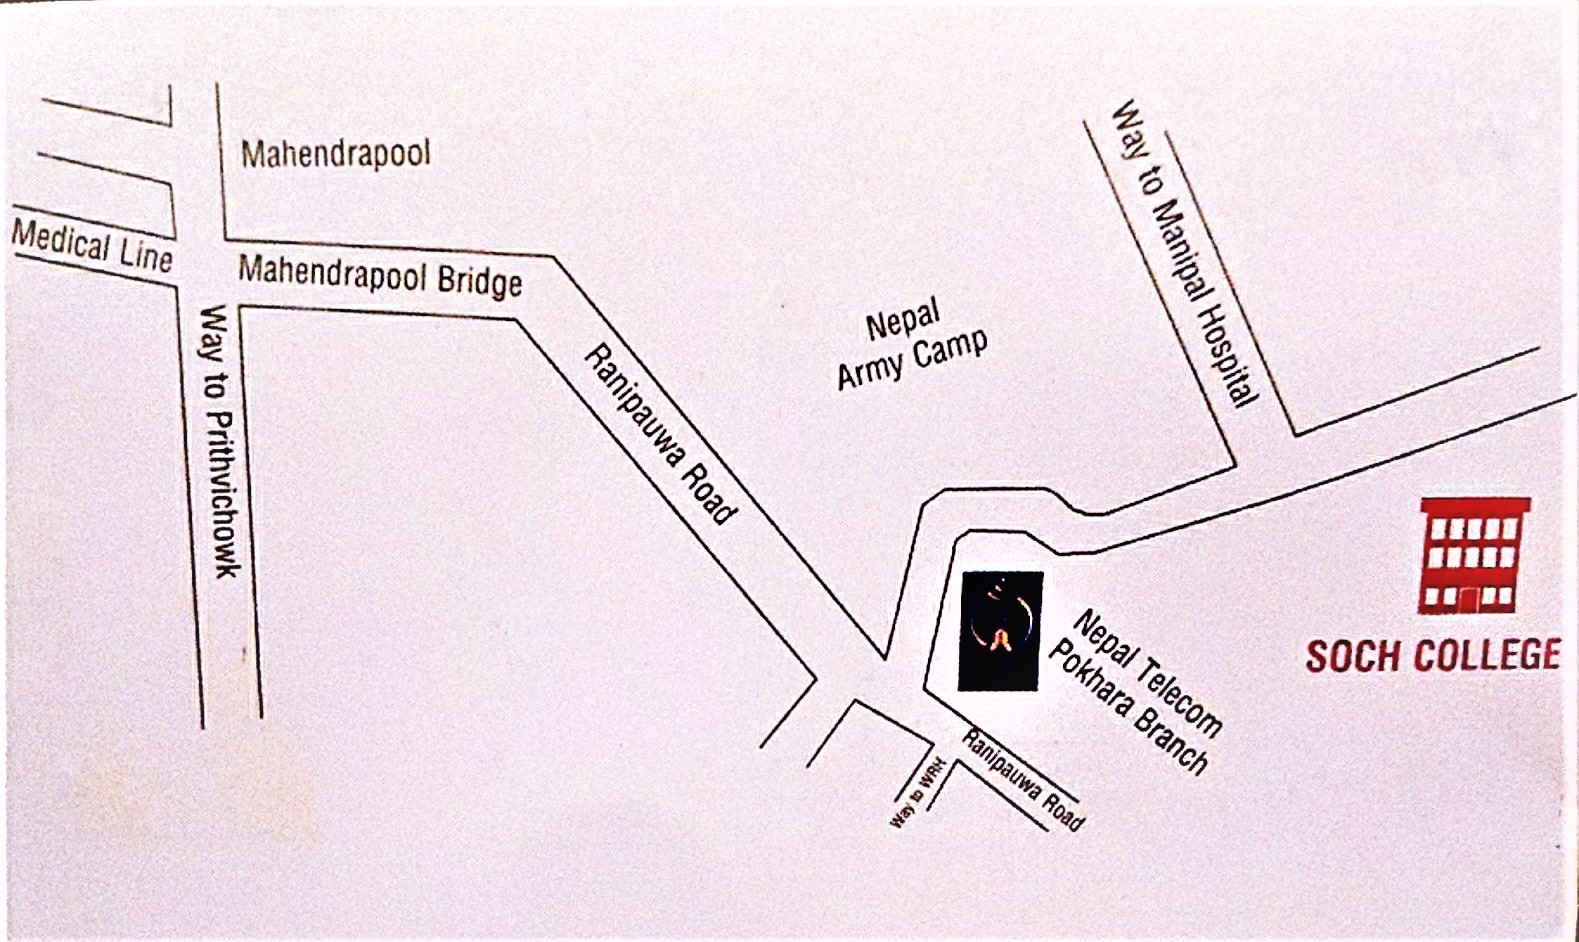 Mahendrapool
Medical Line
Mahendrapool Bridge
Way to Prithvichowk
Ranipauwa Road
Nepal
Army Camp
Way to Manipal Hospital
Nepal Telecom
Pokhara Branch
SOCH COLLEGE
Ranipauwa Road
Way to WRH